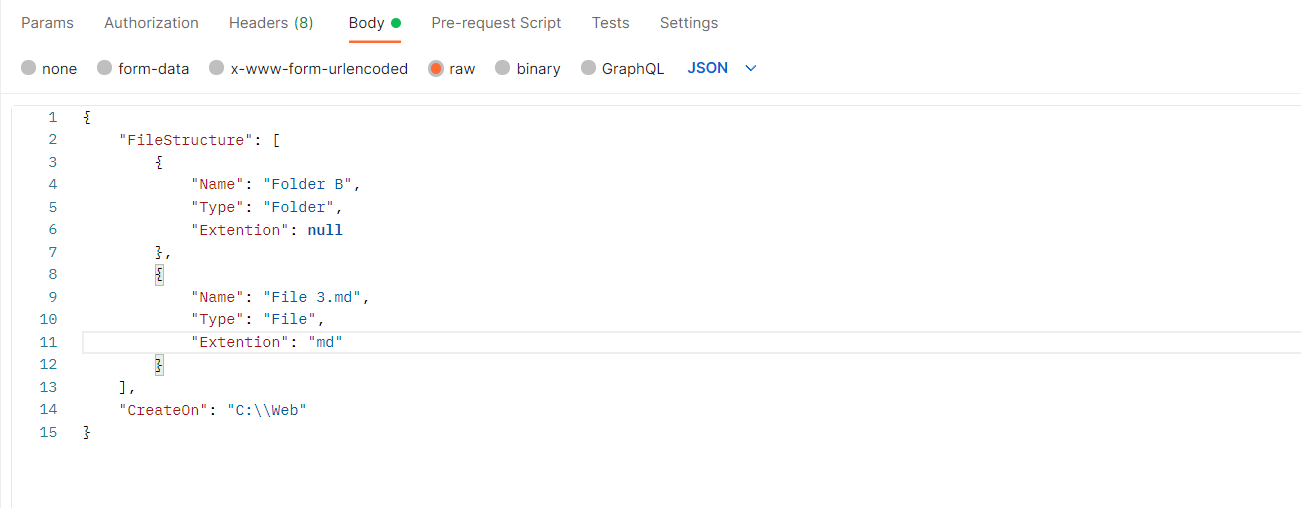 Params Authorization Headers (8) Body Pre-request Script Tests Settings
none form-data x-www-form-urlencoded raw binary GraphQL JSON
1 {
2 "FileStructure": [
3 {
4 "Name": "Folder B",
5 "Type": "Folder",
6 "Extention": null
7 },
8 {
9 "Name": "File 3.md",
10 "Type": "File",
11 "Extention": "md"
12 }
13 ],
14 "CreateOn": "C:\\Web"
15 }